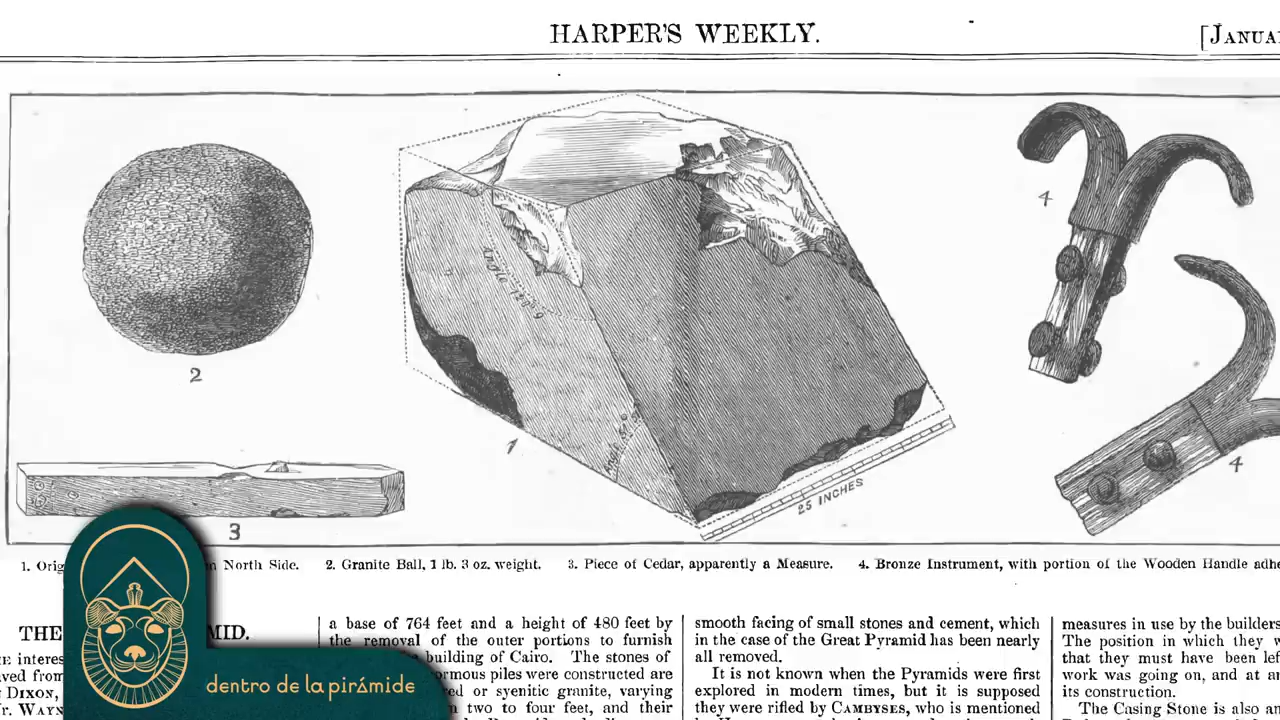 HARPER'S WEEKLY.
[JANUA
2
4
1
25 INCHES
4
3
1. Orig
n North Side.
2. Granite Ball, 1 lb. 3 oz. weight.
3. Piece of Cedar, apparently a Measure.
4. Bronze Instrument, with portion of the Wooden Handle adhe
THE
MID.
E interes
ved from
DIXON,
r. WAYN
a base of 764 feet and a height of 480 feet by
the removal of the outer portions to furnish
building of Cairo. The stones of
ormous piles were constructed are
ed or syenitic granite, varying
n two to four feet, and their
smooth facing of small stones and cement, which
in the case of the Great Pyramid has been nearly
all removed.
It is not known when the Pyramids were first
explored in modern times, but it is supposed
they were rifled by CAMBYSES, who is mentioned
measures in use by the builders
The position in which they w
that they must have been lef
work was going on, and at an
its construction.
The Casing Stone is also an
dentro de la pirámide